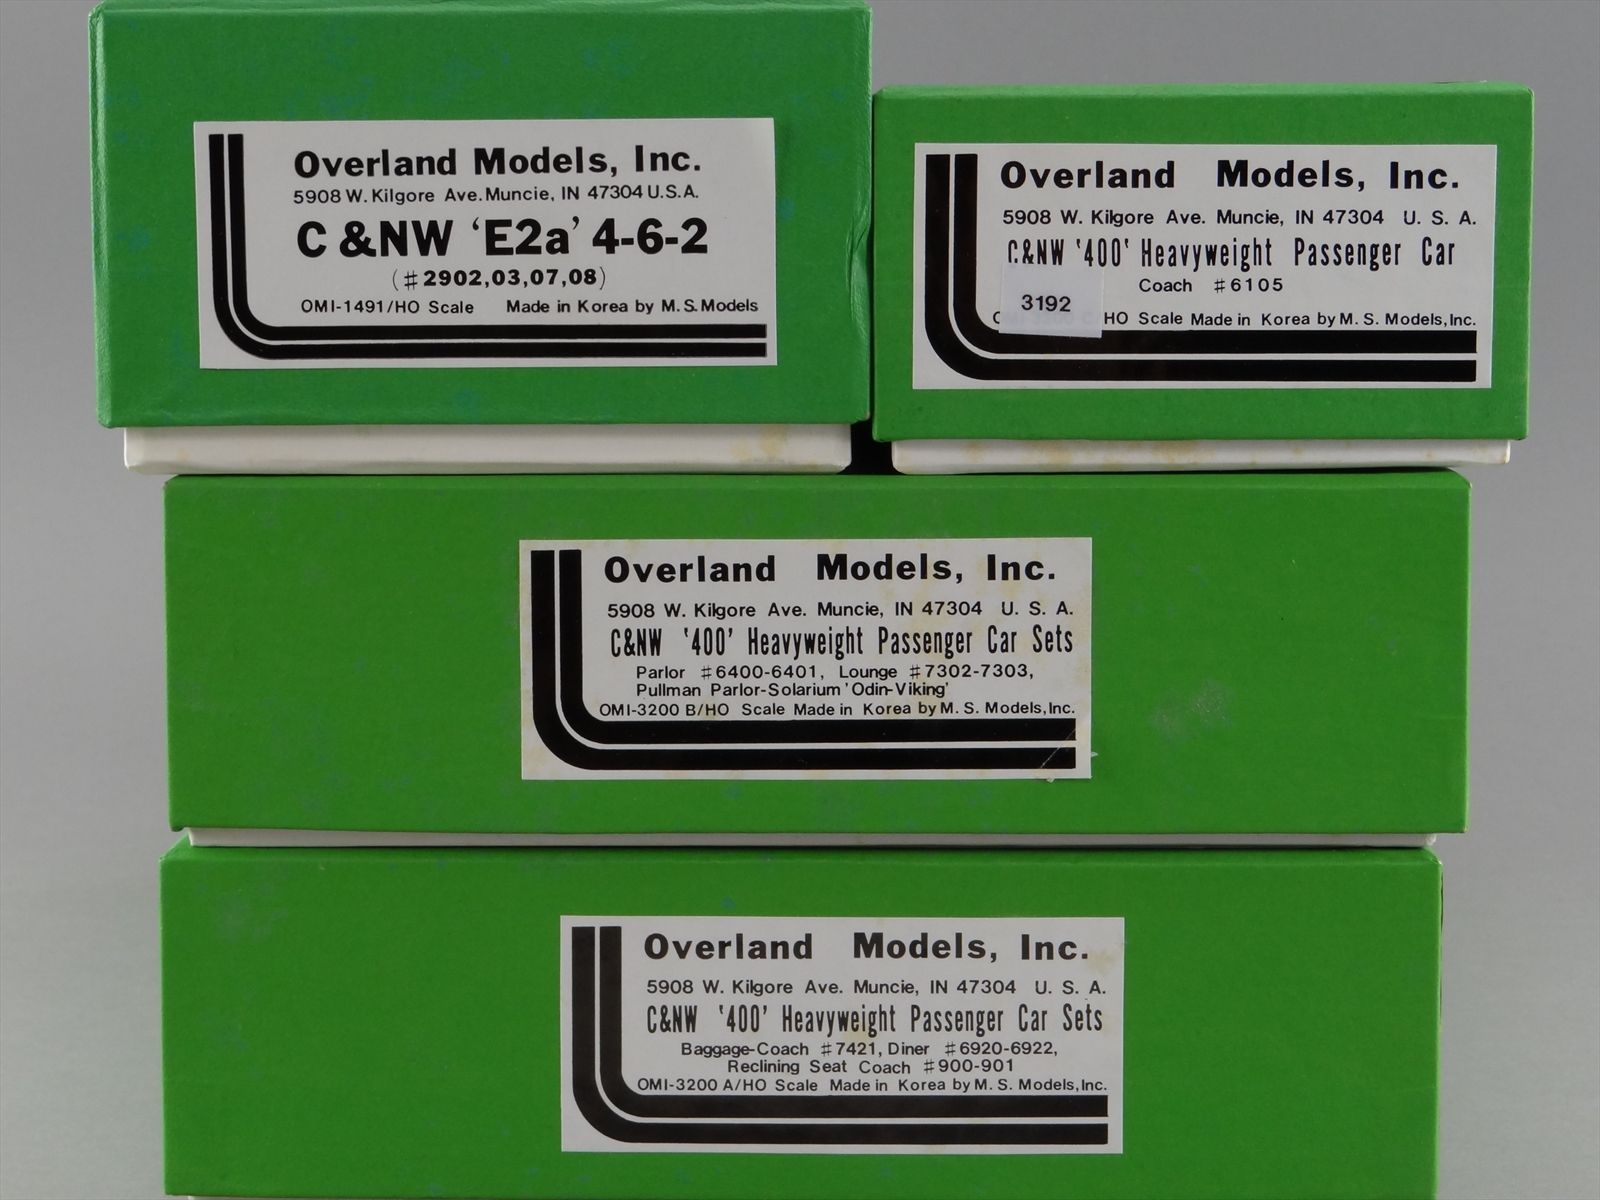 Overland Models, Inc.
5908 W. Kilgore Ave. Muncie, IN 47304 U.S.A.
C &NW 'E2a' 4-6-2
(#2902,03,07,08)
OMI-1491/HO Scale Made in Korea by M.S. Models
Overland Models, Inc.
5908 W. Kilgore Ave. Muncie, IN 47304 U. S. A.
C&NW '400' Heavyweight Passenger Car
Coach #6105
3192
HO Scale Made in Korea by M. S. Models, Inc.
Overland Models, Inc.
5908 W. Kilgore Ave. Muncie, IN 47304 U. S. A.
C&NW '400' Heavyweight Passenger Car Sets
Parlor #6400-6401, Lounge #7302-7303,
Pullman Parlor-Solarium 'Odin-Viking'
OMI-3200 B/HO Scale Made in Korea by M. S. Models, Inc.
Overland Models, Inc.
5908 W. Kilgore Ave. Muncie, IN 47304 U. S. A.
C&NW '400' Heavyweight Passenger Car Sets
Baggage-Coach #7421, Diner #6920-6922,
Reclining Seat Coach #900-901
OMI-3200 A/HO Scale Made in Korea by M. S. Models, Inc.